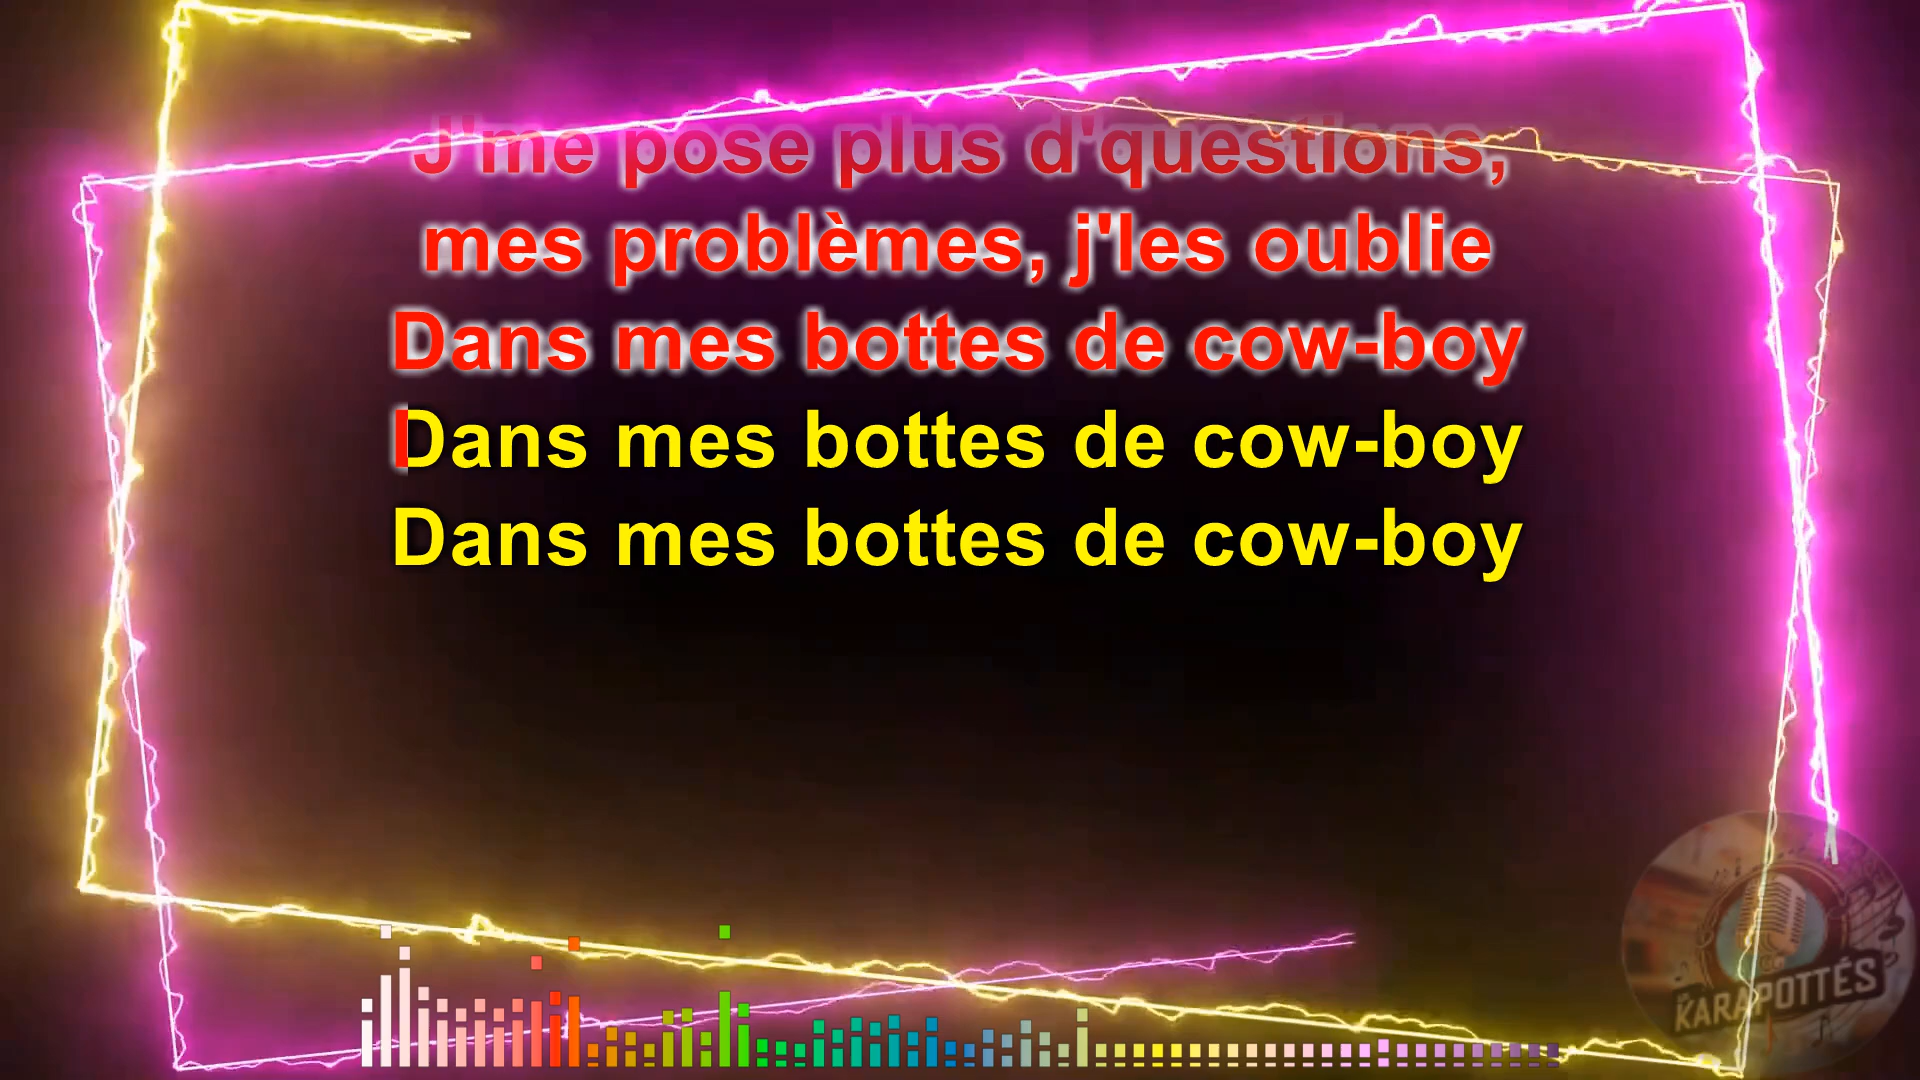 J'me pose plus d'questions,
mes problèmes, j'les oublie
Dans mes bottes de cow-boy
Dans mes bottes de cow-boy
Dans mes bottes de cow-boy
KARAPOTTÉS